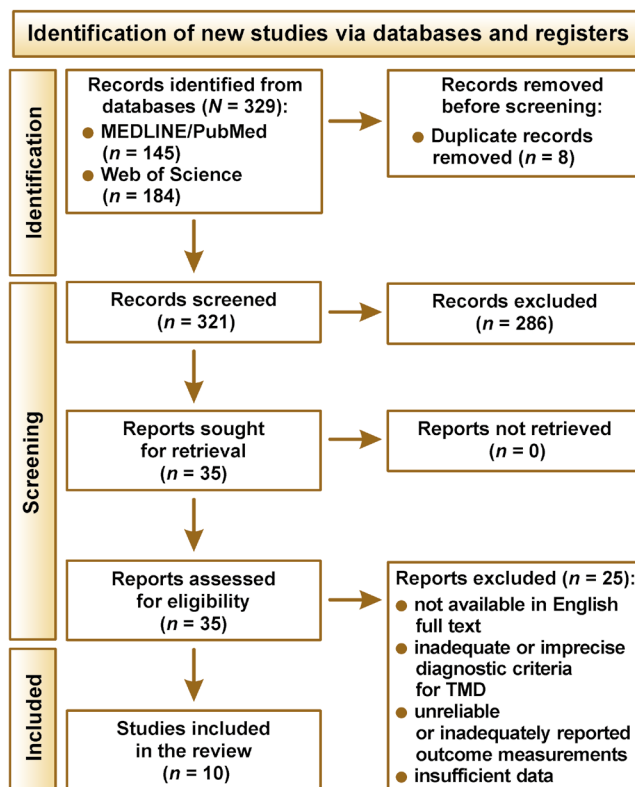 Identification of new studies via databases and registers
Identification
Records identified from
databases (N = 329):
● MEDLINE/PubMed
(n = 145)
● Web of Science
(n = 184)
Records removed
before screening:
● Duplicate records
removed (n = 8)
Screening
Records screened
(n = 321)
Records excluded
(n = 286)
Reports sought
for retrieval
(n = 35)
Reports not retrieved
(n = 0)
Reports assessed
for eligibility
(n = 35)
Reports excluded (n = 25):
● not available in English
full text
● inadequate or imprecise
diagnostic criteria
for TMD
● unreliable
or inadequately reported
outcome measurements
● insufficient data
Included
Studies included
in the review
(n = 10)